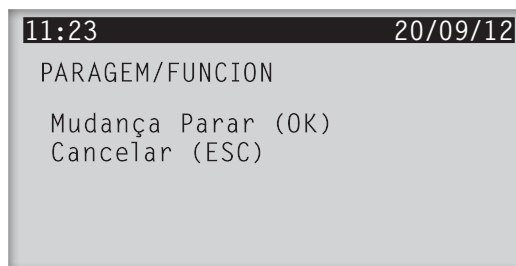 11:23 20/09/12
PARAGEM/FUNCION
Mudança Parar (OK)
Cancelar (ESC)